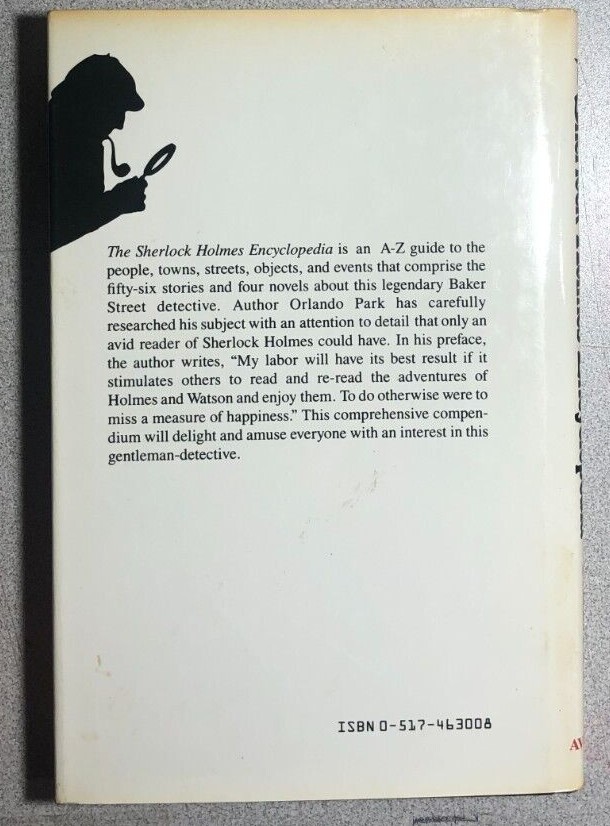 The Sherlock Holmes Encyclopedia is an A-Z guide to the
people, towns, streets, objects, and events that comprise the
fifty-six stories and four novels about this legendary Baker
Street detective. Author Orlando Park has carefully
researched his subject with an attention to detail that only an
avid reader of Sherlock Holmes could have. In his preface,
the author writes, “My labor will have its best result if it
stimulates others to read and re-read the adventures of
Holmes and Watson and enjoy them. To do otherwise were to
miss a measure of happiness.” This comprehensive compen-
dium will delight and amuse everyone with an interest in this
gentleman-detective.
ISBN 0-517-463008